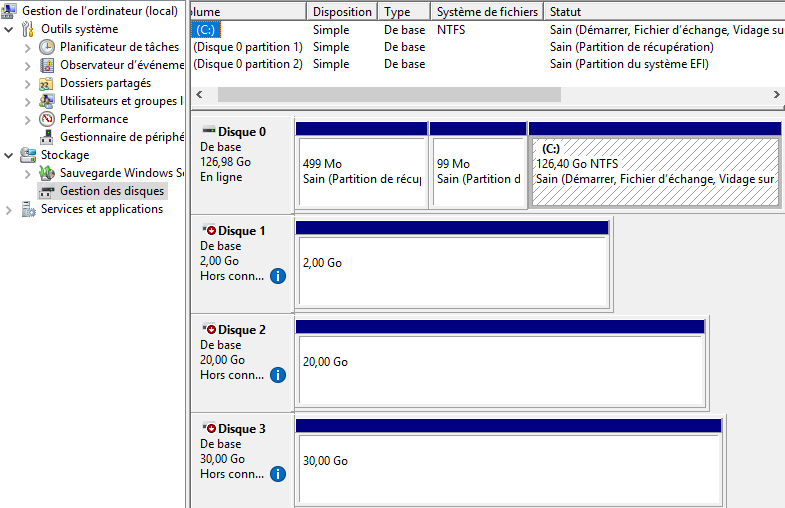 Gestion de l'ordinateur (local)
Outils système
Planificateur de tâches
Observateur d'événeme
Dossiers partagés
Utilisateurs et groupes l
Performance
Gestionnaire de périphé
Stockage
Sauvegarde Windows Se
Gestion des disques
Services et applications
olume Disposition Type Système de fichiers Statut
(C:) Simple De base NTFS Sain (Démarrer, Fichier d'échange, Vidage su
(Disque 0 partition 1) Simple De base Sain (Partition de récupération)
(Disque 0 partition 2) Simple De base Sain (Partition du système EFI)
Disque 0
De base
126,98 Go
En ligne
499 Mo
Sain (Partition de récup
99 Mo
Sain (Partition d
(C:)
126,40 Go NTFS
Sain (Démarrer, Fichier d'échange, Vidage sur
Disque 1
De base
2,00 Go
Hors conn...
2,00 Go
Disque 2
De base
20,00 Go
Hors conn...
20,00 Go
Disque 3
De base
30,00 Go
Hors conn...
30,00 Go